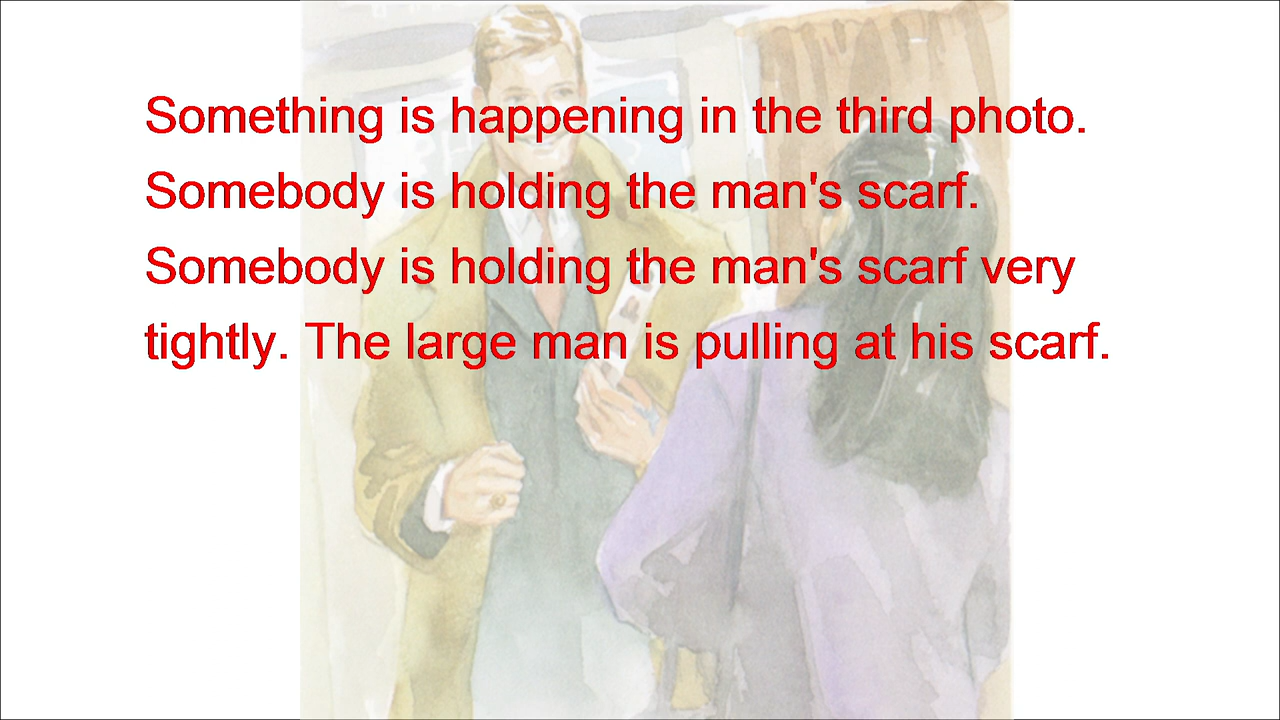 Something is happening in the third photo.
Somebody is holding the man's scarf.
Somebody is holding the man's scarf very
tightly. The large man is pulling at his scarf.